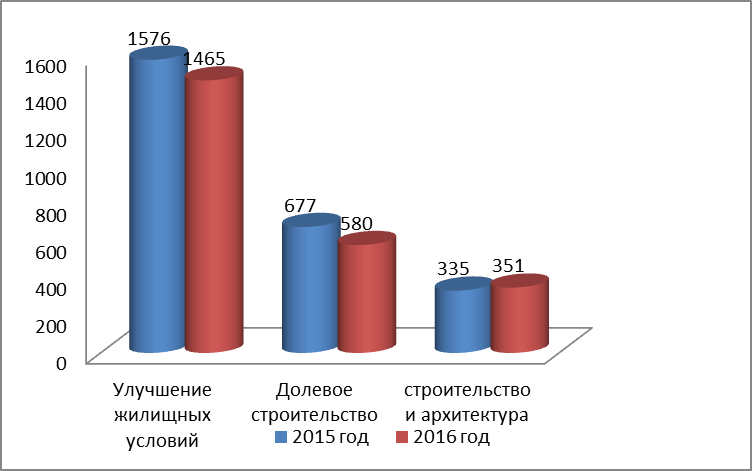 1576
1465
1600
1400
1200
1000
800
600
400
200
0
677
580
335
351
Улучшение
жилищных
условий
Долевое
строительство
строительство
и архитектура
2015 год
2016 год